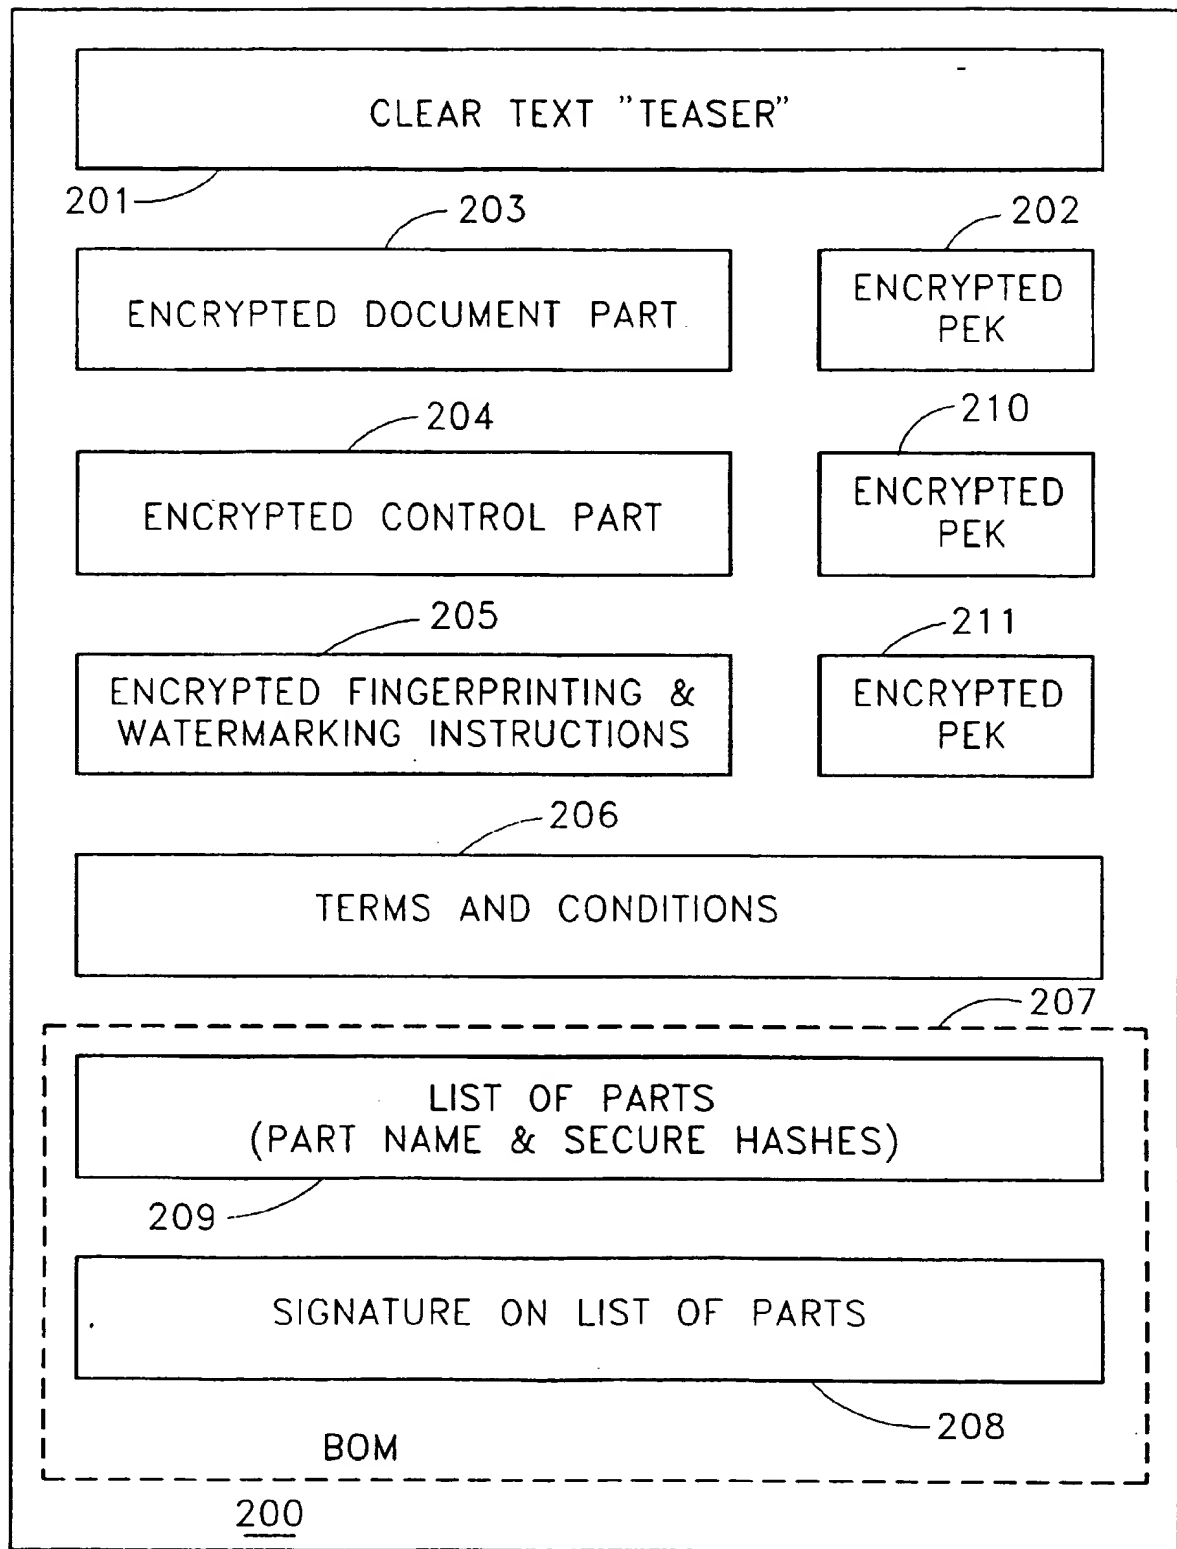 CLEAR TEXT "TEASER"
201
203
202
ENCRYPTED DOCUMENT PART
ENCRYPTED
PEK
204
210
ENCRYPTED CONTROL PART
ENCRYPTED
PEK
205
211
ENCRYPTED FINGERPRINTING &
WATERMARKING INSTRUCTIONS
ENCRYPTED
PEK
206
TERMS AND CONDITIONS
207
LIST OF PARTS
(PART NAME & SECURE HASHES)
209
SIGNATURE ON LIST OF PARTS
208
BOM
200